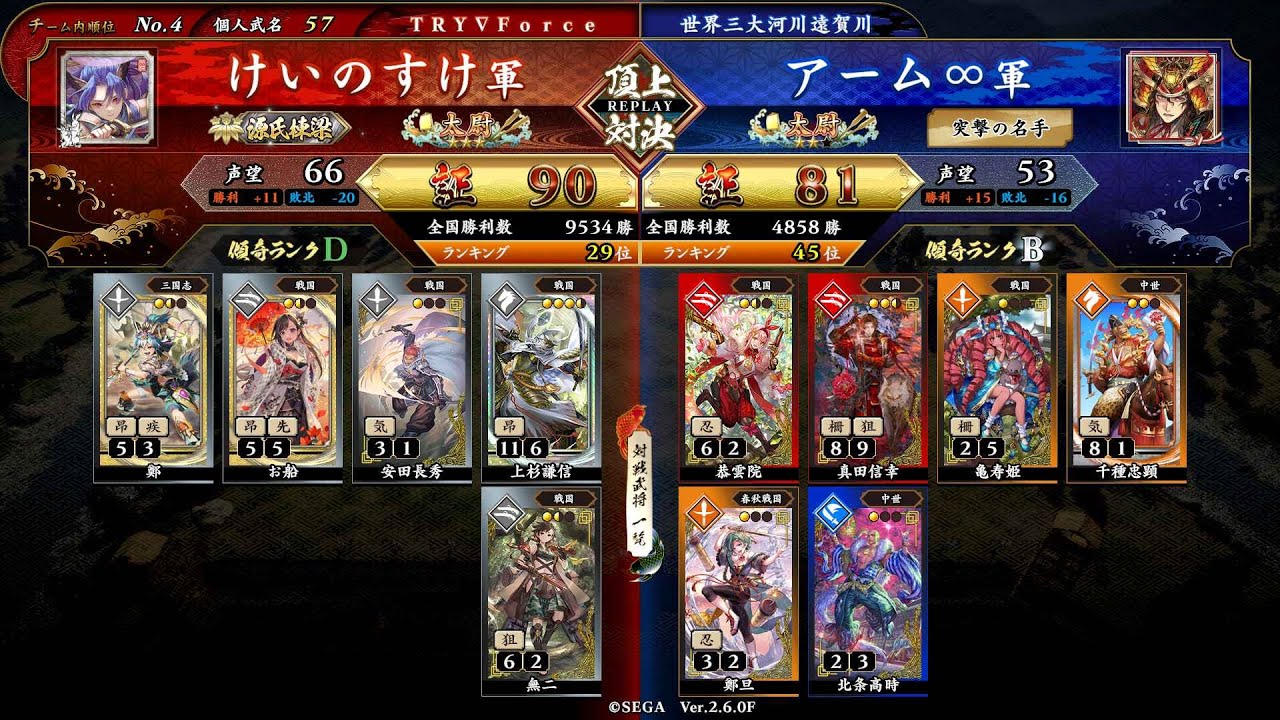 チーム内順位 No.4 個人武名 57 TRY∇Force
世界三大河川遠賀川
けいのすけ軍
頂上
REPLAY
対決
アーム∞軍
源氏棟梁
太尉
太尉
突撃の名手
声望 66
勝利 +11 敗北 -20
証 90
証 81
声望 53
勝利 +15 敗北 -16
全国勝利数 9534勝
全国勝利数 4858勝
傾奇ランクD
ランキング 29位
ランキング 45位
傾奇ランクB
三国志
昂 疾
5 3
鄭
戦国
昂 先
5 5
お船
戦国
気
3 1
安田長秀
戦国
昂
11 6
上杉謙信
戦国
狙
6 2
無二
対戦武将一覧
戦国
忍
6 2
恭雲院
戦国
柵 狙
8 9
真田信幸
戦国
柵
2 5
亀寿姫
中世
気
8 1
千種忠顕
春秋戦国
忍
3 2
鄭旦
中世
2 3
北条高時
©SEGA Ver.2.6.0F